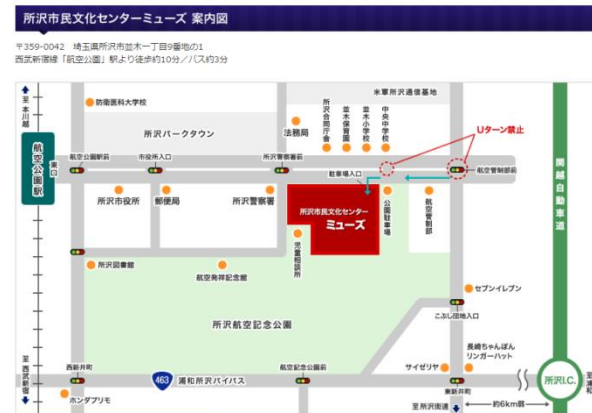 所沢市民文化センターミューズ 案内図
〒359-0042 埼玉県所沢市並木一丁目9番地の1
西武新宿線「航空公園」駅より徒歩約10分／バス約3分
至本川越
防衛医科大学校
所沢パークタウン
法務局
所沢合同庁舎
並木保育園
並木小学校
中央中学校
米軍所沢通信基地
Uターン禁止
関越自動車道
航空公園駅
東口
航空公園駅前
市役所入口
所沢警察署前
駐車場入口
航空管制部前
所沢市役所
郵便局
所沢警察署
所沢市民文化センター
ミューズ
公園駐車場
航空管制部
児童相談所
所沢図書館
航空発祥記念館
セブンイレブン
所沢航空記念公園
こぶし団地入口
長崎ちゃんぽん
リンガーハット
サイゼリヤ
至西武新宿
西新井町
463
浦和所沢バイパス
航空記念公園前
東新井町
所沢I.C.
至浦和
ホンダプリモ
至所沢街道
約6km弱